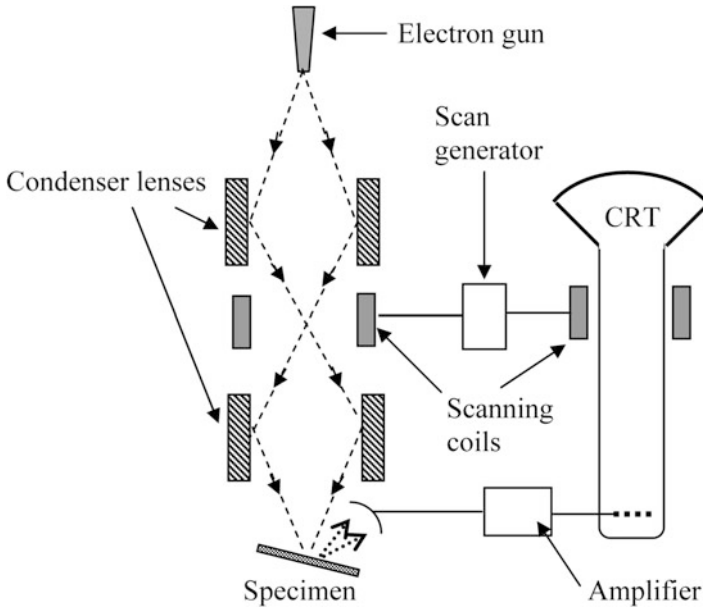 Electron gun
Scan
generator
Condenser lenses
CRT
Scanning
coils
Specimen
Amplifier